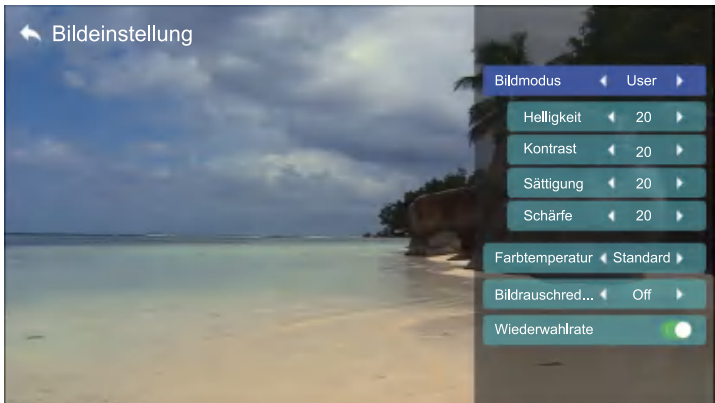 Bildeinstellung
Bildmodus User
Helligkeit 20
Kontrast 20
Sättigung 20
Schärfe 20
Farbtemperatur Standard
Bildrauschred... Off
Wiederwahlrate